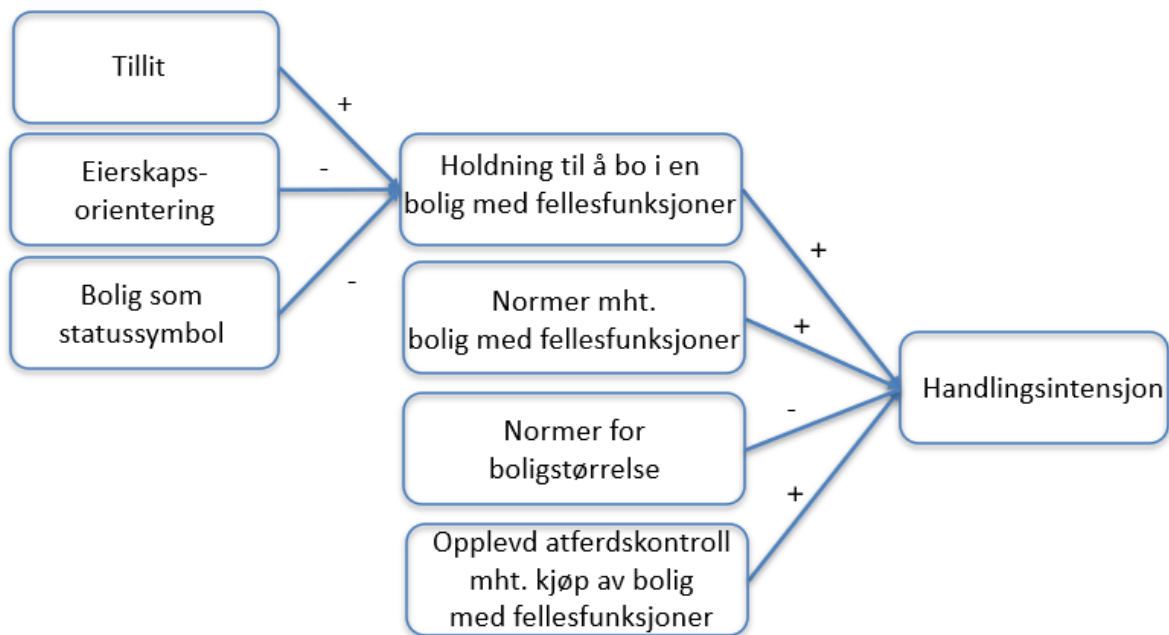 Tillit
+
Eierskaps-
orientering
-
Bolig som
statussymbol
-
Holdning til å bo i en
bolig med fellesfunksjoner
+
Normer mht.
bolig med fellesfunksjoner
+
Normer for
boligstørrelse
-
Opplevd atferdskontroll
mht. kjøp av bolig
med fellesfunksjoner
+
Handlingsintensjon